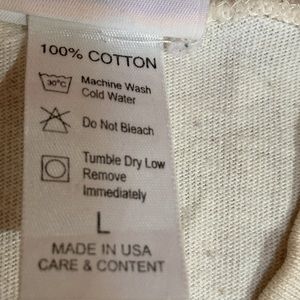 100% COTTON
30°C
Machine Wash
Cold Water
Do Not Bleach
Tumble Dry Low
Remove
Immediately
L
MADE IN USA
CARE & CONTENT